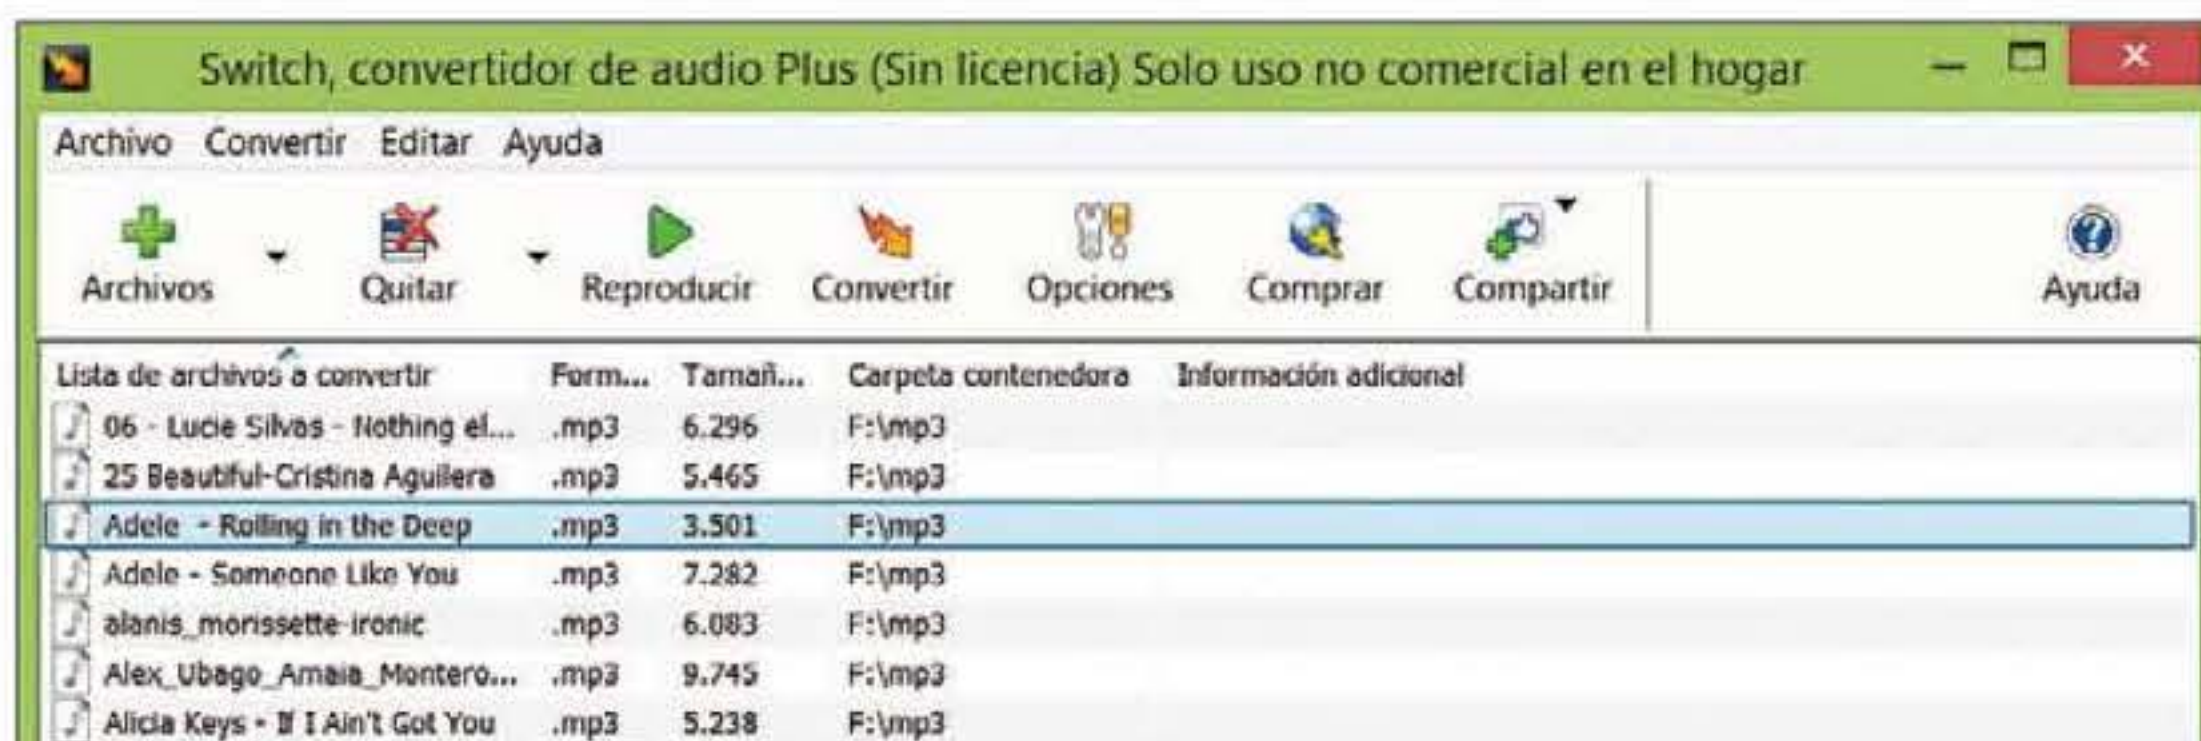 Switch, convertidor de audio Plus (Sin licencia) Solo uso no comercial en el hogar
Archivo Convertir Editar Ayuda
Archivos Quitar Reproducir Convertir Opciones Comprar Compartir Ayuda
Lista de archivos a convertir Form... Tamañ... Carpeta contenedora Información adicional
06 - Lucie Silvas - Nothing el... .mp3 6.296 F:\mp3
25 Beautiful-Cristina Aguilera .mp3 5.465 F:\mp3
Adele - Rolling in the Deep .mp3 3.501 F:\mp3
Adele - Someone Like You .mp3 7.282 F:\mp3
alanis_morissette-ironic .mp3 6.083 F:\mp3
Alex_Ubago_Amaia_Montero... .mp3 9.745 F:\mp3
Alicia Keys - If I Ain't Got You .mp3 5.238 F:\mp3